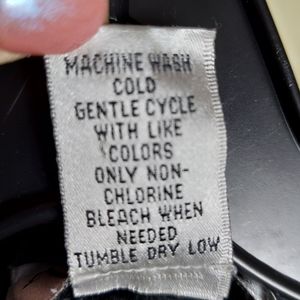 MACHINE WASH
COLD
GENTLE CYCLE
WITH LIKE
COLORS
ONLY NON-
CHLORINE
BLEACH WHEN
NEEDED
TUMBLE DRY LOW